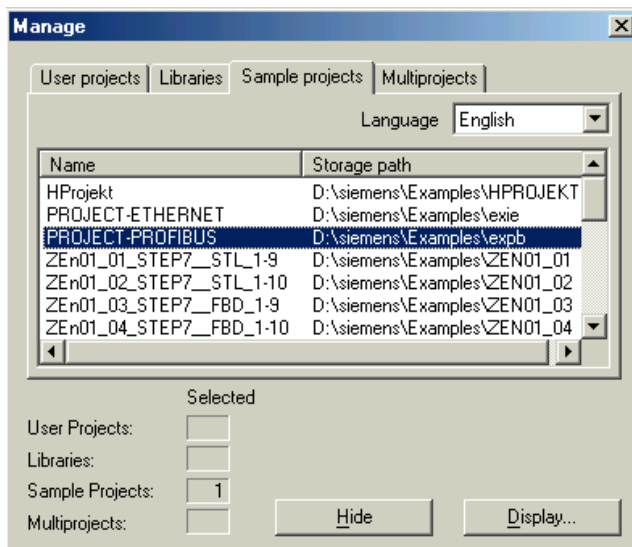 Manage
User projects Libraries Sample projects Multiprojects
Language English
Name Storage path
HProjekt D:\siemens\Examples\HPROJEKT
PROJECT-ETHERNET D:\siemens\Examples\exie
PROJECT-PROFIBUS D:\siemens\Examples\expb
ZEn01_01_STEP7__STL_1-9 D:\siemens\Examples\ZEN01_01
ZEn01_02_STEP7__STL_1-10 D:\siemens\Examples\ZEN01_02
ZEn01_03_STEP7__FBD_1-9 D:\siemens\Examples\ZEN01_03
ZEn01_04_STEP7__FBD_1-10 D:\siemens\Examples\ZEN01_04
Selected
User Projects:
Libraries:
Sample Projects: 1
Multiprojects:
Hide Display...